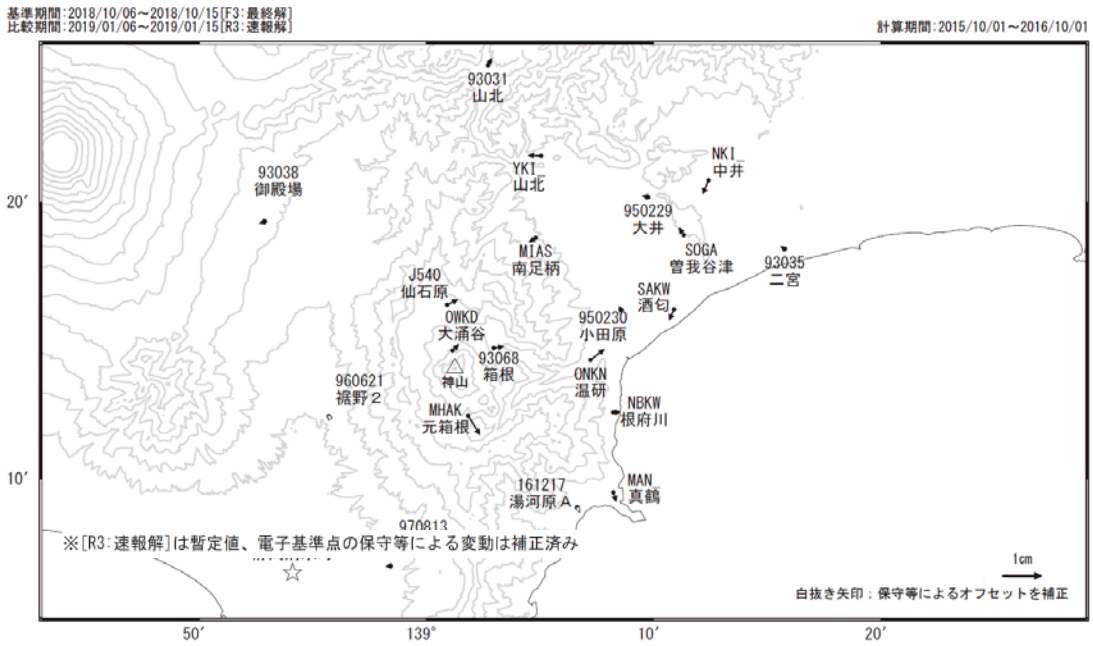 基準期間:2018/10/06～2018/10/15[F3:最終解]
比較期間:2019/01/06～2019/01/15[R3:速報解]
計算期間:2015/10/01～2016/10/01
93031
山北
YKI_
山北
NKI_
中井
93038
御殿場
20′
950229
大井
SOGA
曽我谷津
93035
二宮
MIAS
南足柄
J540
仙石原
SAKW
酒匂
OWKD
大涌谷
950230
小田原
93068
箱根
神山
ONKN
温研
960621
裾野２
MHAK
元箱根
NBKW
根府川
10′
161217
湯河原Ａ
MAN_
真鶴
970813
※[R3:速報解]は暫定値、電子基準点の保守等による変動は補正済み
1cm
白抜き矢印：保守等によるオフセットを補正
50′
139°
10′
20′